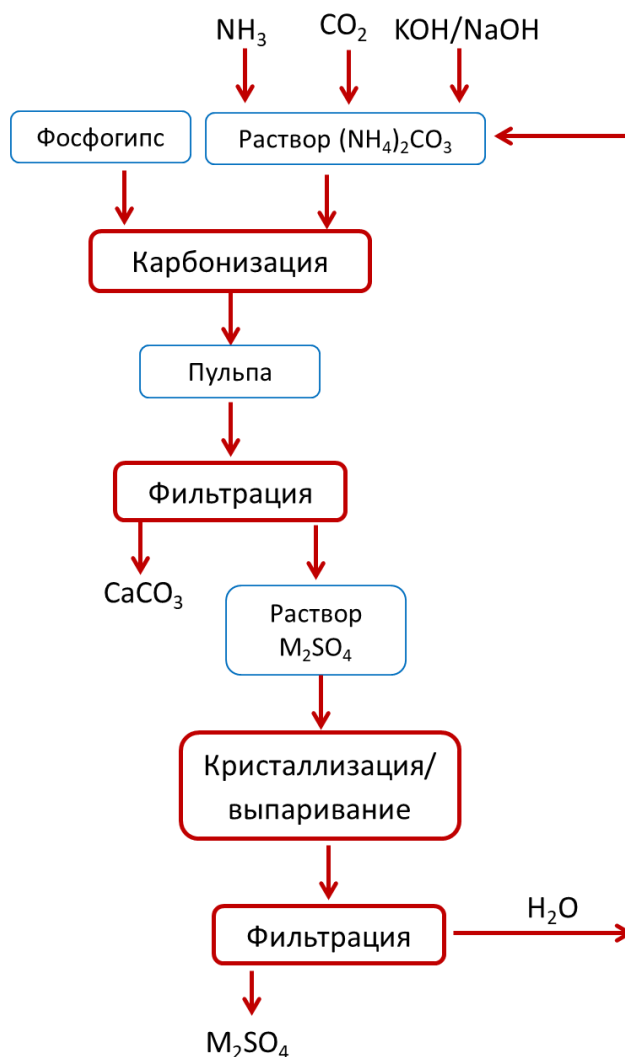 NH₃ CO₂ KOH/NaOH
Фосфогипс
Раствор (NH₄)₂CO₃
Карбонизация
Пульпа
Фильтрация
CaCO₃
Раствор
M₂SO₄
Кристаллизация/
выпаривание
Фильтрация
H₂O
M₂SO₄